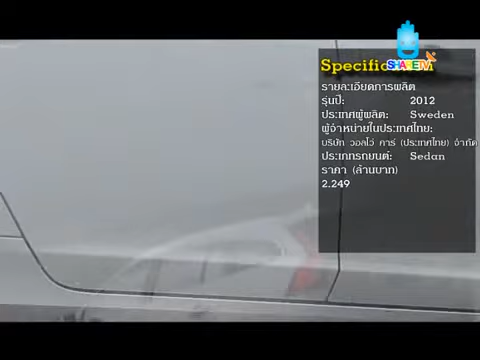 Specific
SHARETV
รายละเอียดการผลิต
รุ่นปี: 2012
ประเทศผู้ผลิต: Sweden
ผู้จำหน่ายในประเทศไทย:
บริษัท วอลโว่ คาร์ (ประเทศไทย) จำกัด
ประเภทรถยนต์: Sedan
ราคา (ล้านบาท)
2.249